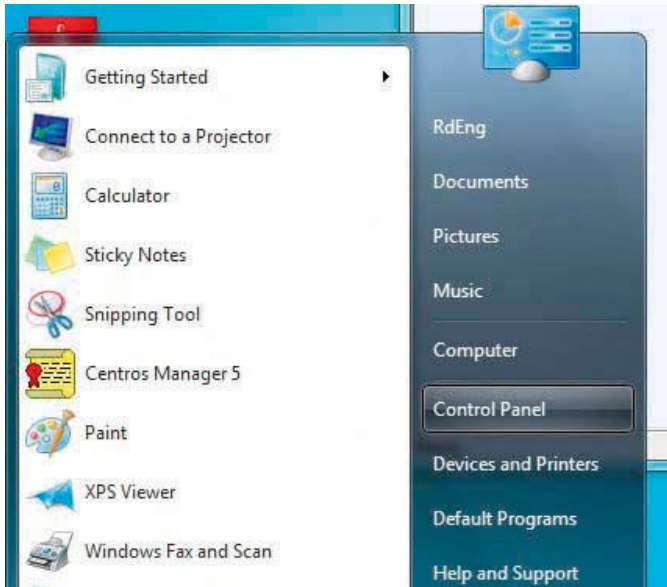 Getting Started
Connect to a Projector
Calculator
Sticky Notes
Snipping Tool
Centros Manager 5
Paint
XPS Viewer
Windows Fax and Scan
RdEng
Documents
Pictures
Music
Computer
Control Panel
Devices and Printers
Default Programs
Help and Support